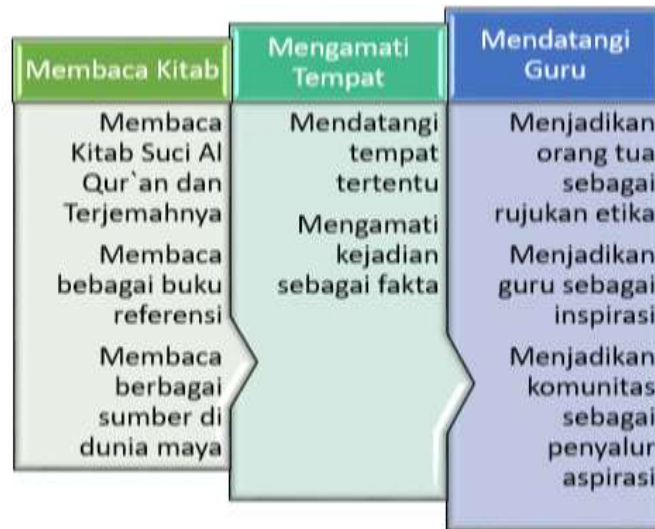 Membaca Kitab
Membaca
Kitab Suci Al
Qur`an dan
Terjemahnya
Membaca
bebagai buku
referensi
Membaca
berbagai
sumber di
dunia maya
Mengamati
Tempat
Mendatangi
tempat
tertentu
Mengamati
kejadian
sebagai fakta
Mendatangi
Guru
Menjadikan
orang tua
sebagai
rujukan etika
Menjadikan
guru sebagai
inspirasi
Menjadikan
komunitas
sebagai
penyalur
aspirasi